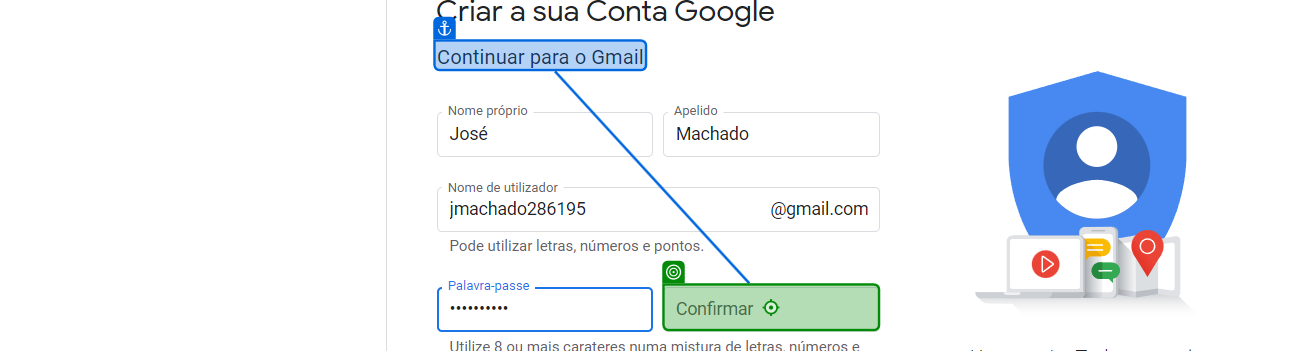 Criar a sua Conta Google
Continuar para o Gmail
Nome próprio
Apelido
José
Machado
Nome de utilizador
jmachado286195
@gmail.com
Pode utilizar letras, números e pontos.
Palavra-passe
••••••••••
Confirmar
Utilize 8 ou mais carateres numa mistura de letras, números e